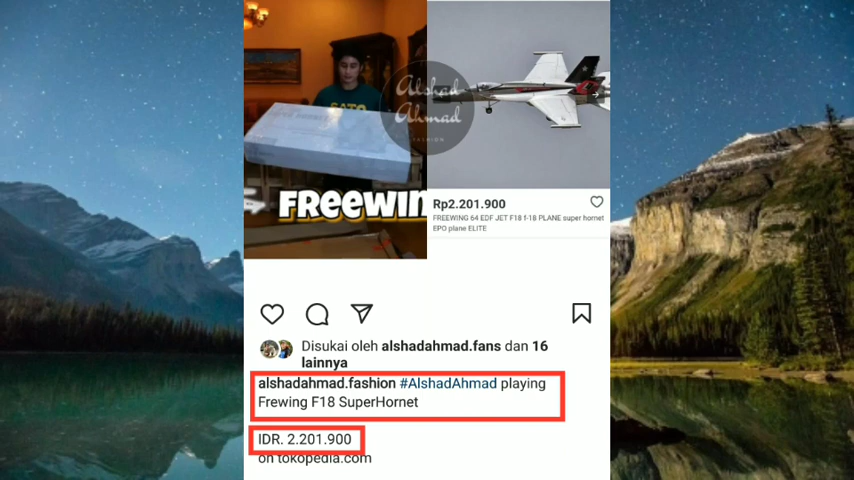 Alshad
Ahmad
FASHION
FREEWIN
Rp2.201.900
FREEWING 64 EDF JET F18 f-18 PLANE super hornet
EPO plane ELITE
Disukai oleh alshadahmad.fans dan 16
lainnya
alshadahmad.fashion #AlshadAhmad playing
Frewing F18 SuperHornet
IDR. 2.201.900
on tokopedia.com